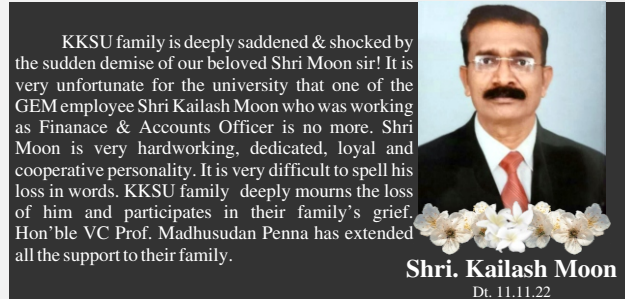 KKSU family is deeply saddened & shocked by
the sudden demise of our beloved Shri Moon sir! It is
very unfortunate for the university that one of the
GEM employee Shri Kailash Moon who was working
as Finanace & Accounts Officer is no more. Shri
Moon is very hardworking, dedicated, loyal and
cooperative personality. It is very difficult to spell his
loss in words. KKSU family deeply mourns the loss
of him and participates in their family's grief.
Hon'ble VC Prof. Madhusudan Penna has extended
all the support to their family.
Shri. Kailash Moon
Dt. 11.11.22